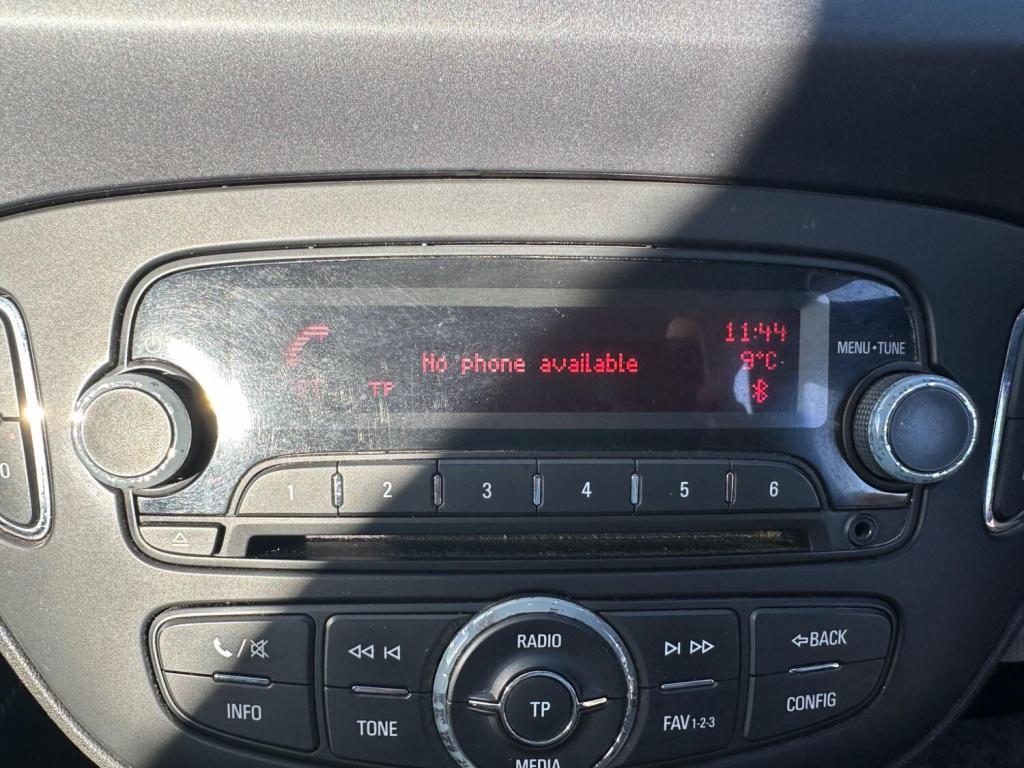 11:44
No phone available
9°C
TP
MENU•TUNE
1 2 3 4 5 6
0
RADIO
BACK
INFO
TONE
TP
FAV1-2-3
CONFIG
MEDIA